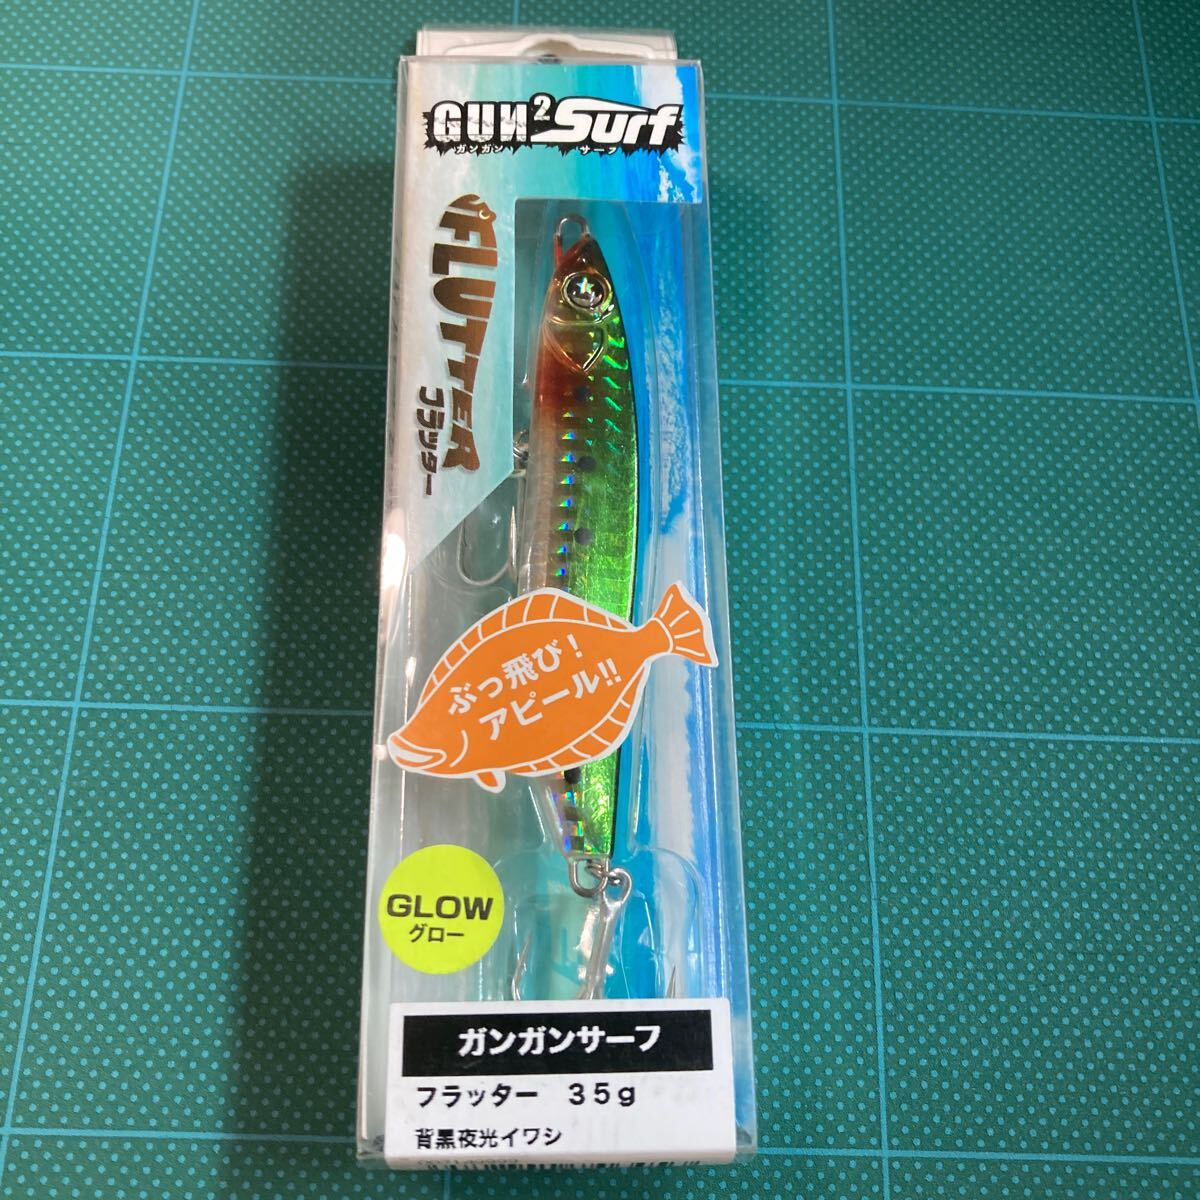 GUN²Surf
ガンガン サーフ
FLUTTER
フラッター
ぶっ飛び!
アピール!!
GLOW
グロー
ガンガンサーフ
フラッター 35g
背黒夜光イワシ